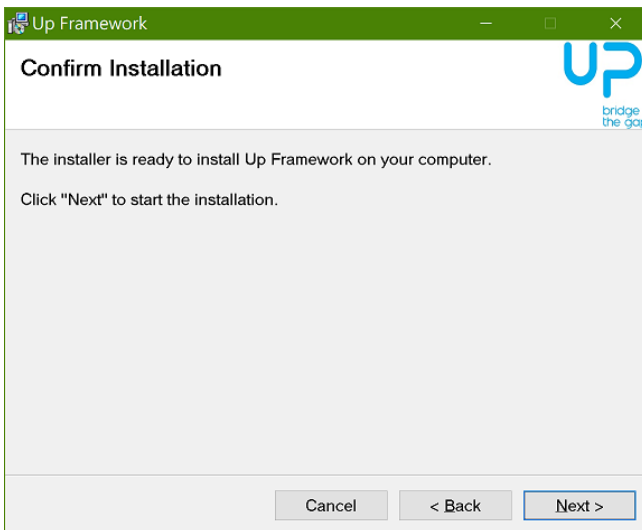 Up Framework
Confirm Installation
UP
bridge
the gap
The installer is ready to install Up Framework on your computer.
Click "Next" to start the installation.
Cancel
< Back
Next >